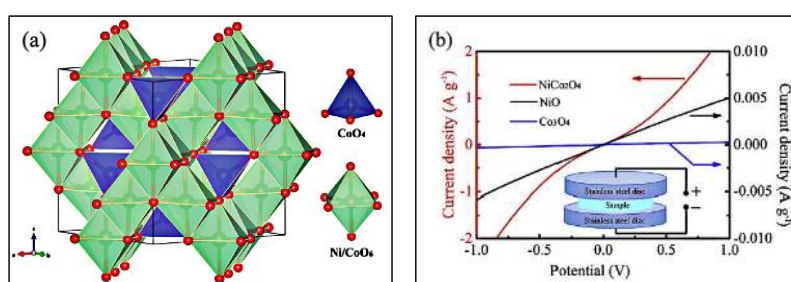 (a)
CoO₄
Ni/CoO₆
c
a
b
(b)
Current density (A g⁻¹)
2
1
0
-1
-2
NiCo₂O₄
NiO
Co₃O₄
Stainless steel disc
Sample
Stainless steel disc
+
−
-1.0 -0.5 0.0 0.5 1.0
Potential (V)
0.010
0.005
0.000
-0.005
-0.010
Current density (A g⁻¹)